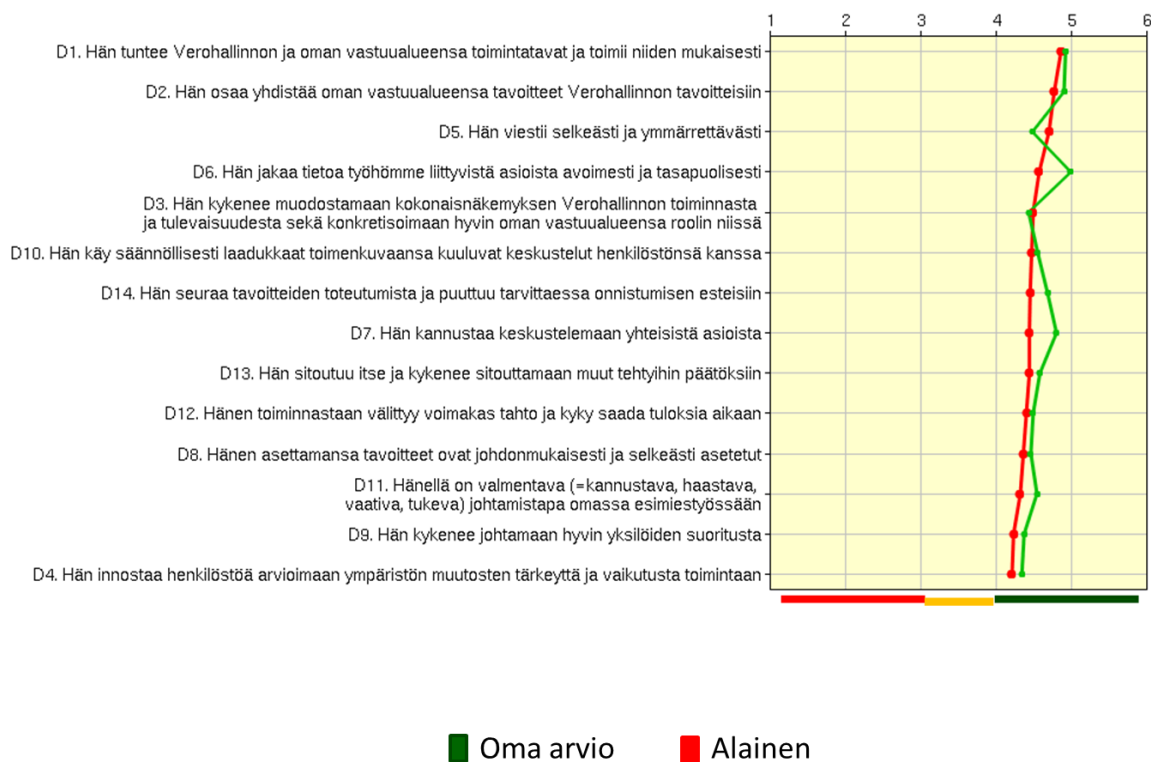 1 2 3 4 5 6
D1. Hän tuntee Verohallinnon ja oman vastuualueensa toimintatavat ja toimii niiden mukaisesti
D2. Hän osaa yhdistää oman vastuualueensa tavoitteet Verohallinnon tavoitteisiin
D5. Hän viestii selkeästi ja ymmärrettävästi
D6. Hän jakaa tietoa työhömme liittyvistä asioista avoimesti ja tasapuolisesti
D3. Hän kykenee muodostamaan kokonaisnäkemyksen Verohallinnon toiminnasta
ja tulevaisuudesta sekä konkretisoimaan hyvin oman vastuualueensa roolin niissä
D10. Hän käy säännöllisesti laadukkaat toimenkuvaansa kuuluvat keskustelut henkilöstönsä kanssa
D14. Hän seuraa tavoitteiden toteutumista ja puuttuu tarvittaessa onnistumisen esteisiin
D7. Hän kannustaa keskustelemaan yhteisistä asioista
D13. Hän sitoutuu itse ja kykenee sitouttamaan muut tehtyihin päätöksiin
D12. Hänen toiminnastaan välittyy voimakas tahto ja kyky saada tuloksia aikaan
D8. Hänen asettamansa tavoitteet ovat johdonmukaisesti ja selkeästi asetetut
D11. Hänellä on valmentava (=kannustava, haastava,
vaativa, tukeva) johtamistapa omassa esimiestyössään
D9. Hän kykenee johtamaan hyvin yksilöiden suoritusta
D4. Hän innostaa henkilöstöä arvioimaan ympäristön muutosten tärkeyttä ja vaikutusta toimintaan
Oma arvio Alainen